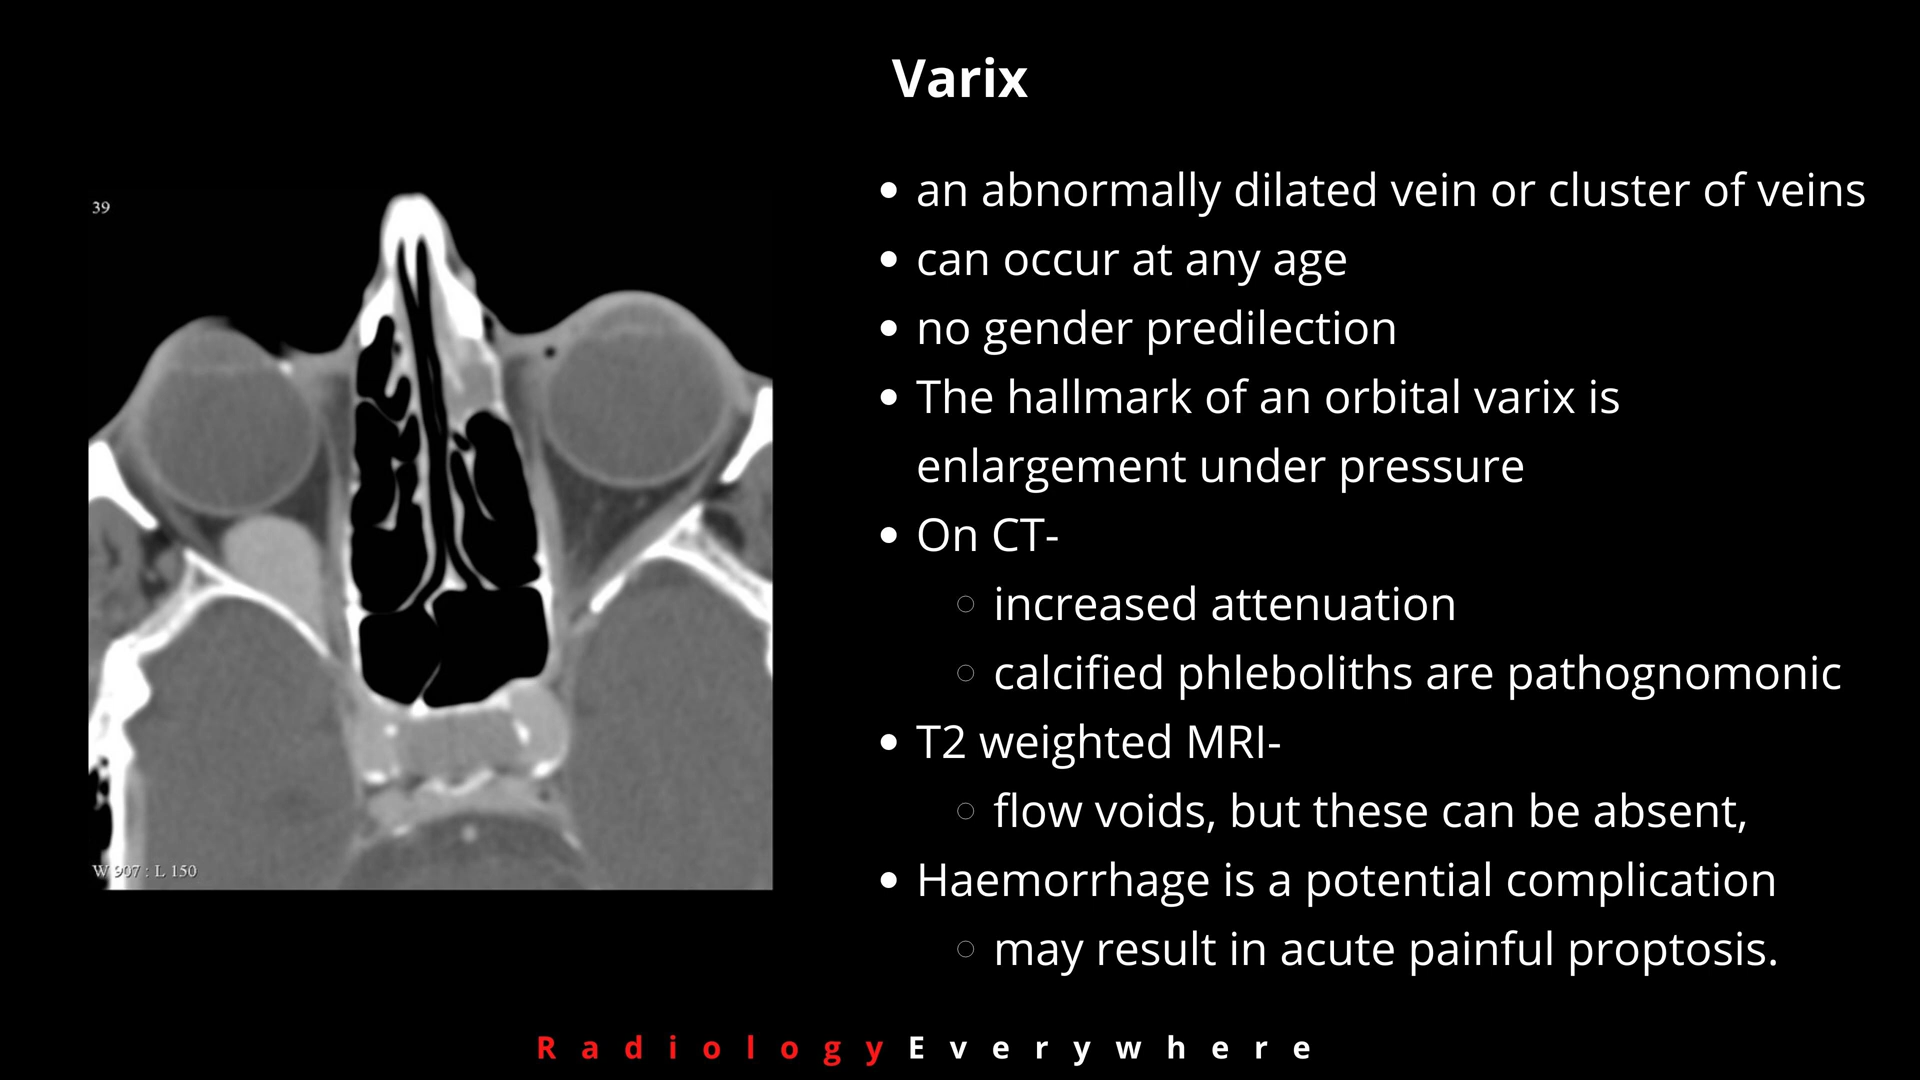 Varix
39
W 907 : L 150
• an abnormally dilated vein or cluster of veins
• can occur at any age
• no gender predilection
• The hallmark of an orbital varix is
enlargement under pressure
• On CT-
○ increased attenuation
○ calcified phleboliths are pathognomonic
• T2 weighted MRI-
○ flow voids, but these can be absent,
• Haemorrhage is a potential complication
○ may result in acute painful proptosis.
Radiology Everywhere